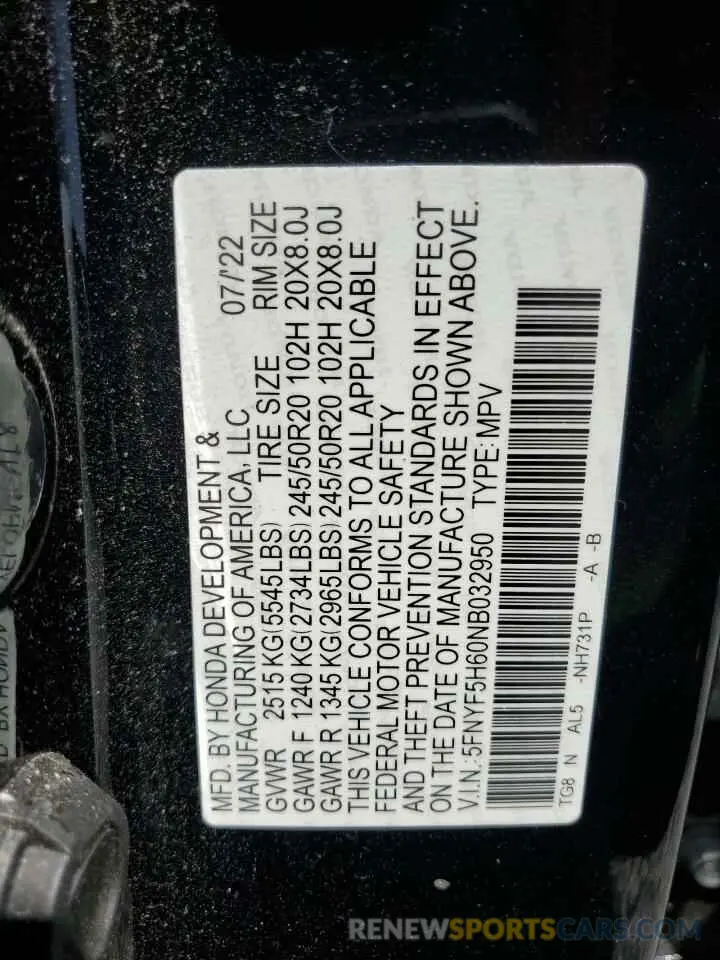 MFD. BY HONDA DEVELOPMENT &
MANUFACTURING OF AMERICA, LLC 07/'22
GVWR 2515 KG(5545LBS) TIRE SIZE RIM SIZE
GAWR F 1240 KG(2734LBS) 245/50R20 102H 20X8.0J
GAWR R 1345 KG(2965LBS) 245/50R20 102H 20X8.0J
THIS VEHICLE CONFORMS TO ALL APPLICABLE
FEDERAL MOTOR VEHICLE SAFETY
AND THEFT PREVENTION STANDARDS IN EFFECT
ON THE DATE OF MANUFACTURE SHOWN ABOVE..
V.I.N.:5FNYF5H60NB032950 TYPE:MPV
TG8 N AL5 -NH731P -A -B
RENEWSPORTSCARS.COM